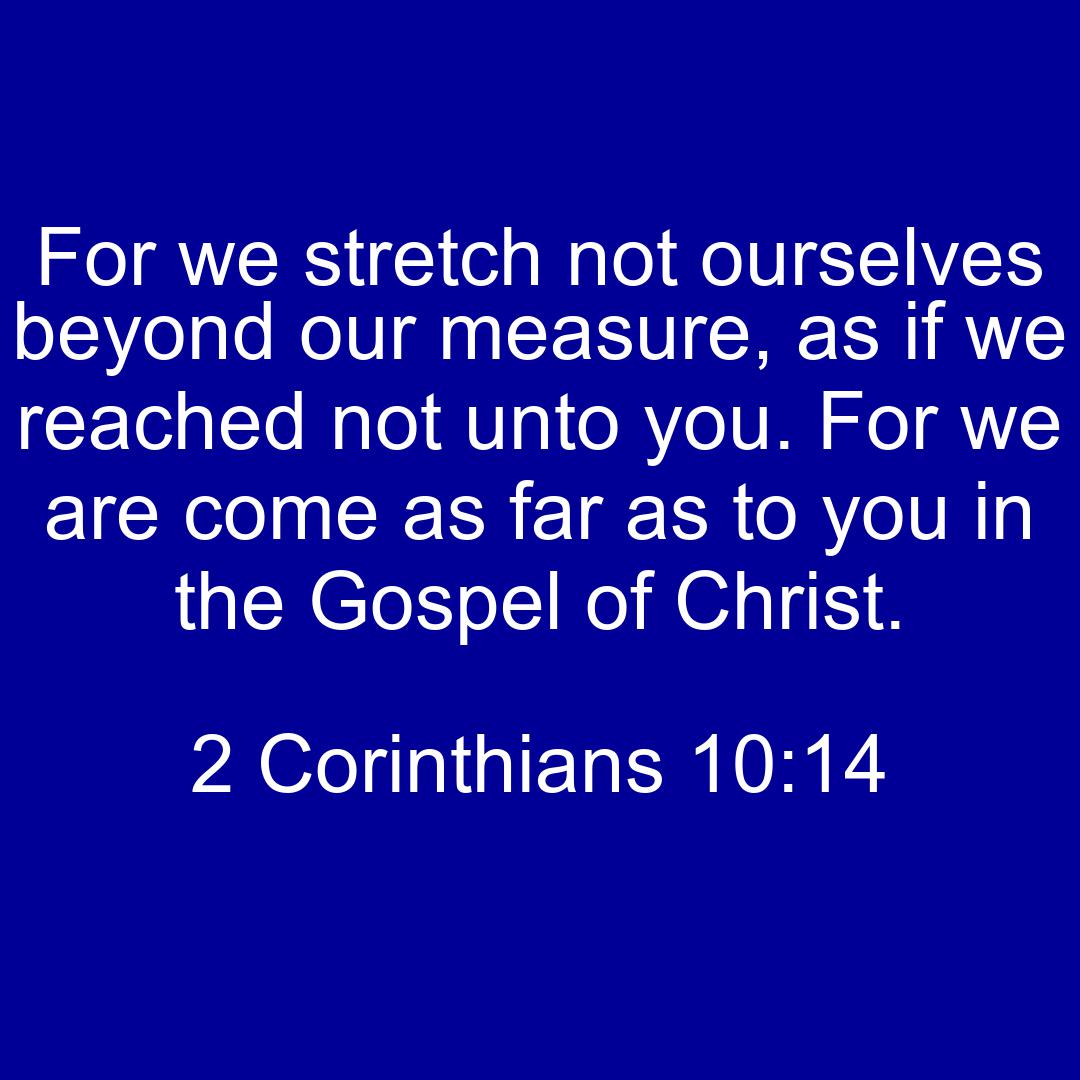 For we stretch not ourselves
beyond our measure, as if we
reached not unto you. For we
are come as far as to you in
the Gospel of Christ.
2 Corinthians 10:14